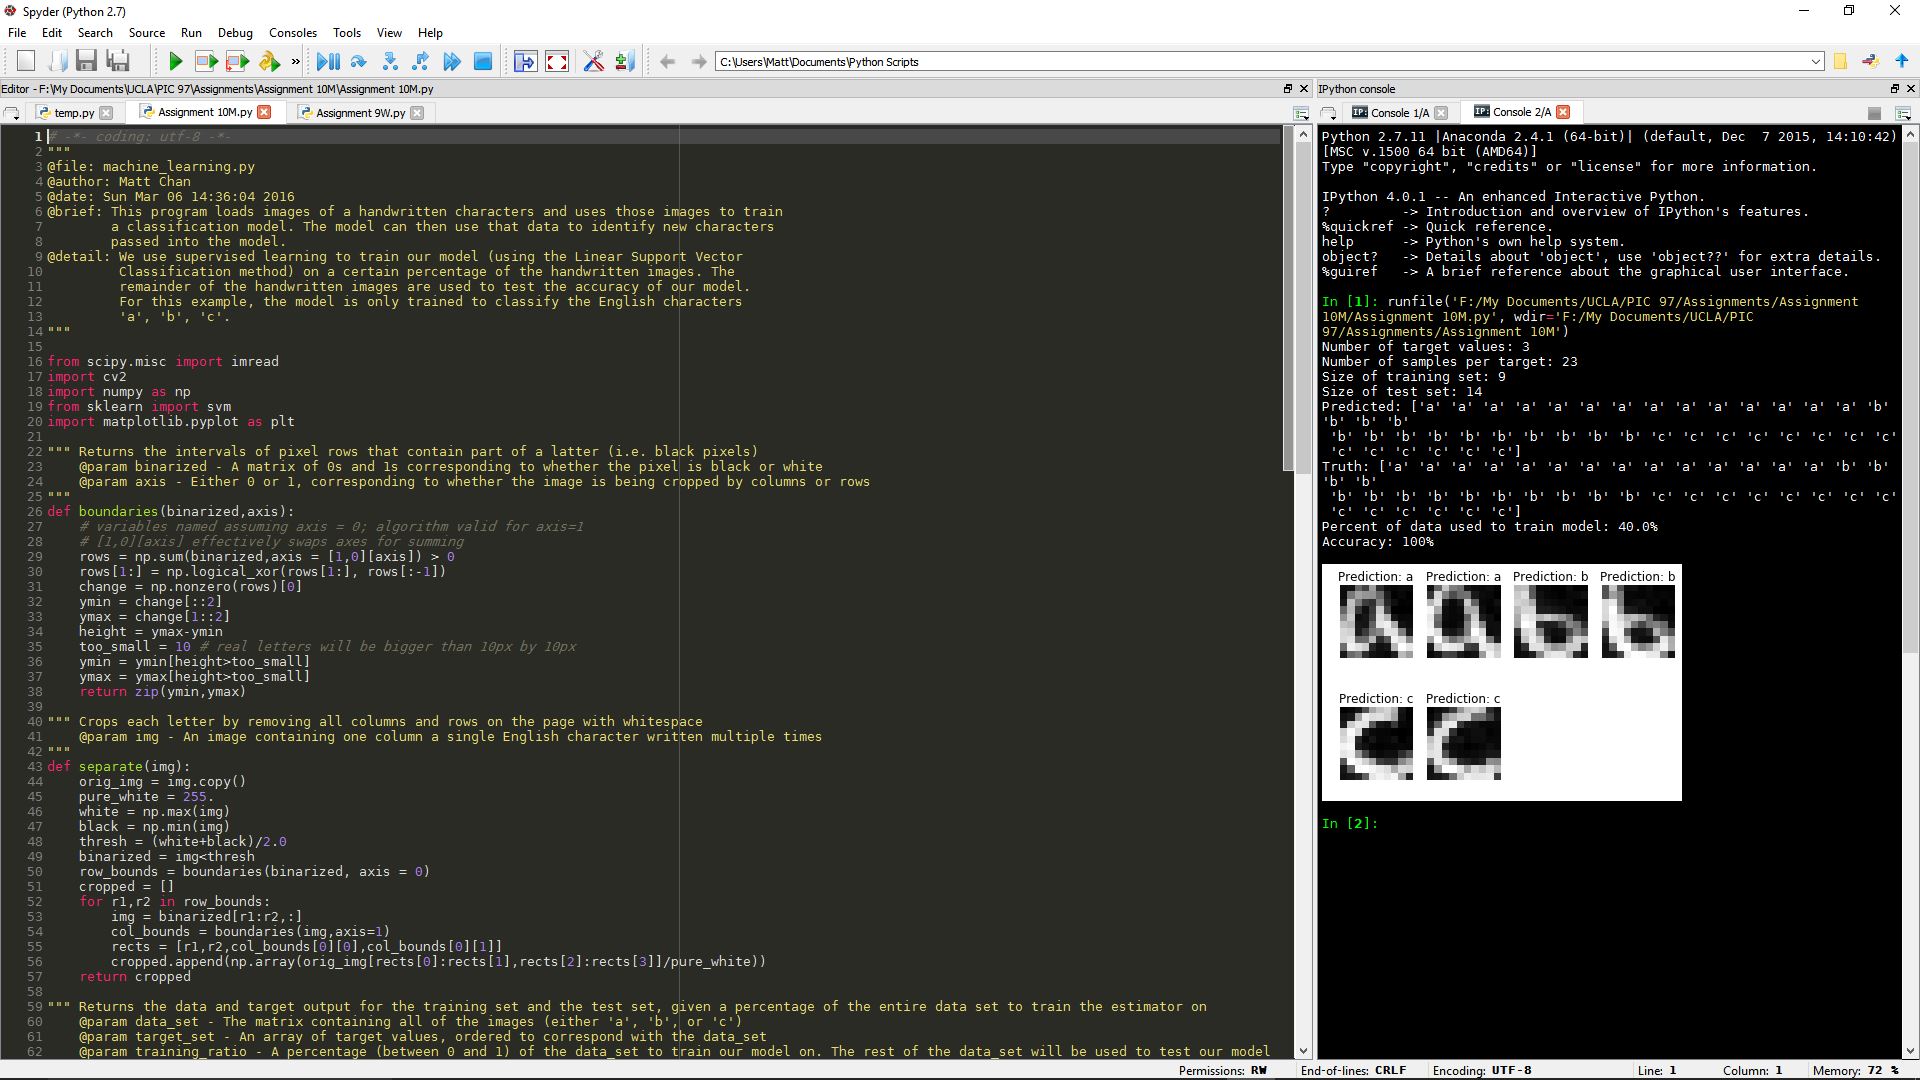 Spyder (Python 2.7)
File Edit Search Source Run Debug Consoles Tools View Help
C:\Users\Matt\Documents\Python Scripts
Editor - F:\My Documents\UCLA\PIC 97\Assignments\Assignment 10M\Assignment 10M.py
temp.py Assignment 10M.py Assignment 9W.py
1 # -*- coding: utf-8 -*-
2 """
3 @file: machine_learning.py
4 @author: Matt Chan
5 @date: Sun Mar 06 14:36:04 2016
6 @brief: This program loads images of a handwritten characters and uses those images to train
7 a classification model. The model can then use that data to identify new characters
8 passed into the model.
9 @detail: We use supervised learning to train our model (using the Linear Support Vector
10 Classification method) on a certain percentage of the handwritten images. The
11 remainder of the handwritten images are used to test the accuracy of our model.
12 For this example, the model is only trained to classify the English characters
13 'a', 'b', 'c'.
14 """
15
16 from scipy.misc import imread
17 import cv2
18 import numpy as np
19 from sklearn import svm
20 import matplotlib.pyplot as plt
21
22 """ Returns the intervals of pixel rows that contain part of a latter (i.e. black pixels)
23 @param binarized - A matrix of 0s and 1s corresponding to whether the pixel is black or white
24 @param axis - Either 0 or 1, corresponding to whether the image is being cropped by columns or rows
25 """
26 def boundaries(binarized,axis):
27 # variables named assuming axis = 0; algorithm valid for axis=1
28 # [1,0][axis] effectively swaps axes for summing
29 rows = np.sum(binarized,axis = [1,0][axis]) > 0
30 rows[1:] = np.logical_xor(rows[1:], rows[:-1])
31 change = np.nonzero(rows)[0]
32 ymin = change[::2]
33 ymax = change[1::2]
34 height = ymax-ymin
35 too_small = 10 # real letters will be bigger than 10px by 10px
36 ymin = ymin[height>too_small]
37 ymax = ymax[height>too_small]
38 return zip(ymin,ymax)
39
40 """ Crops each letter by removing all columns and rows on the page with whitespace
41 @param img - An image containing one column a single English character written multiple times
42 """
43 def separate(img):
44 orig_img = img.copy()
45 pure_white = 255.
46 white = np.max(img)
47 black = np.min(img)
48 thresh = (white+black)/2.0
49 binarized = img<thresh
50 row_bounds = boundaries(binarized, axis = 0)
51 cropped = []
52 for r1,r2 in row_bounds:
53 img = binarized[r1:r2,:]
54 col_bounds = boundaries(img,axis=1)
55 rects = [r1,r2,col_bounds[0][0],col_bounds[0][1]]
56 cropped.append(np.array(orig_img[rects[0]:rects[1],rects[2]:rects[3]]/pure_white))
57 return cropped
58
59 """ Returns the data and target output for the training set and the test set, given a percentage of the entire data set to train the estimator on
60 @param data_set - The matrix containing all of the images (either 'a', 'b', or 'c')
61 @param target_set - An array of target values, ordered to correspond with the data_set
62 @param training_ratio - A percentage (between 0 and 1) of the data_set to train our model on. The rest of the data_set will be used to test our model
IPython console
IP: Console 1/A IP: Console 2/A
Python 2.7.11 |Anaconda 2.4.1 (64-bit)| (default, Dec  7 2015, 14:10:42)
[MSC v.1500 64 bit (AMD64)]
Type "copyright", "credits" or "license" for more information.
IPython 4.0.1 -- An enhanced Interactive Python.
? -> Introduction and overview of IPython's features.
%quickref -> Quick reference.
help -> Python's own help system.
object? -> Details about 'object', use 'object??' for extra details.
%guiref -> A brief reference about the graphical user interface.
In [1]: runfile('F:/My Documents/UCLA/PIC 97/Assignments/Assignment
10M/Assignment 10M.py', wdir='F:/My Documents/UCLA/PIC
97/Assignments/Assignment 10M')
Number of target values: 3
Number of samples per target: 23
Size of training set: 9
Size of test set: 14
Predicted: ['a' 'a' 'a' 'a' 'a' 'a' 'a' 'a' 'a' 'a' 'a' 'a' 'a' 'a' 'b'
'b' 'b' 'b'
'b' 'b' 'b' 'b' 'b' 'b' 'b' 'b' 'b' 'b' 'c' 'c' 'c' 'c' 'c' 'c' 'c' 'c'
'c' 'c' 'c' 'c' 'c' 'c']
Truth: ['a' 'a' 'a' 'a' 'a' 'a' 'a' 'a' 'a' 'a' 'a' 'a' 'a' 'a' 'b' 'b'
'b' 'b'
'b' 'b' 'b' 'b' 'b' 'b' 'b' 'b' 'b' 'b' 'c' 'c' 'c' 'c' 'c' 'c' 'c' 'c'
'c' 'c' 'c' 'c' 'c' 'c']
Percent of data used to train model: 40.0%
Accuracy: 100%
Prediction: a Prediction: a Prediction: b Prediction: b
Prediction: c Prediction: c
In [2]:
Permissions: RW End-of-lines: CRLF Encoding: UTF-8 Line: 1 Column: 1 Memory: 72 %